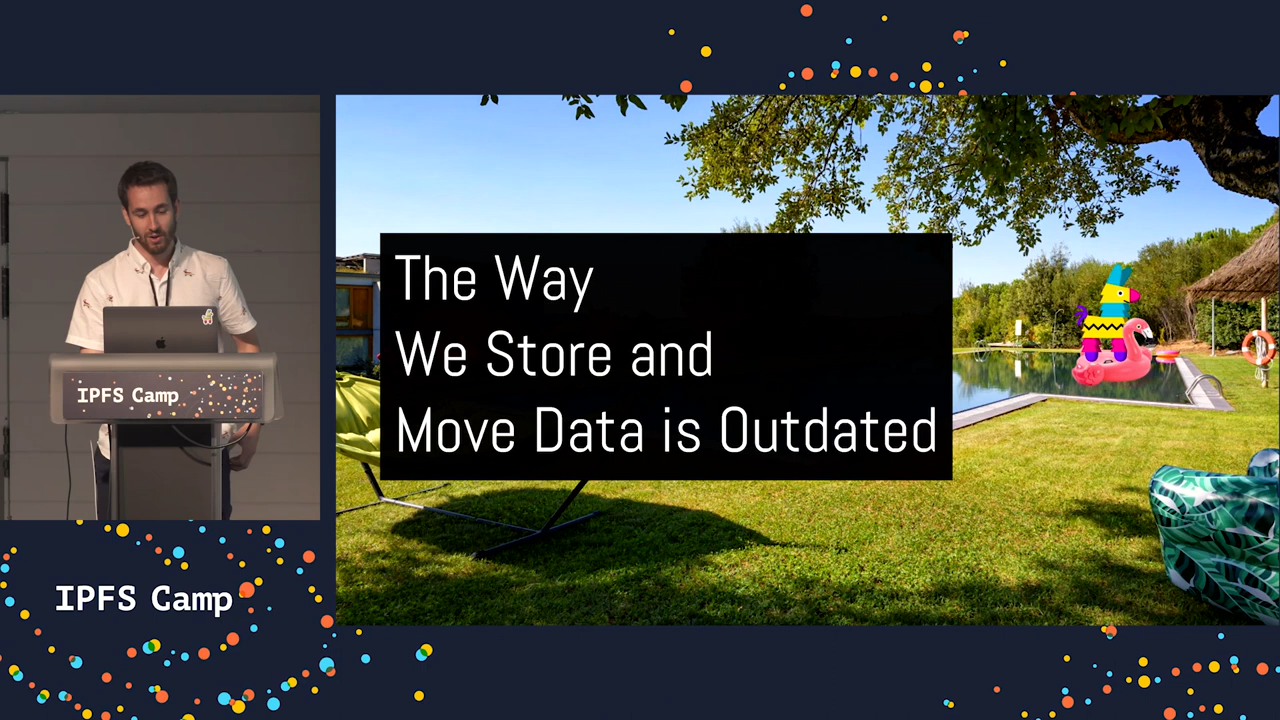 IPFS Camp
The Way
We Store and
Move Data is Outdated
IPFS Camp